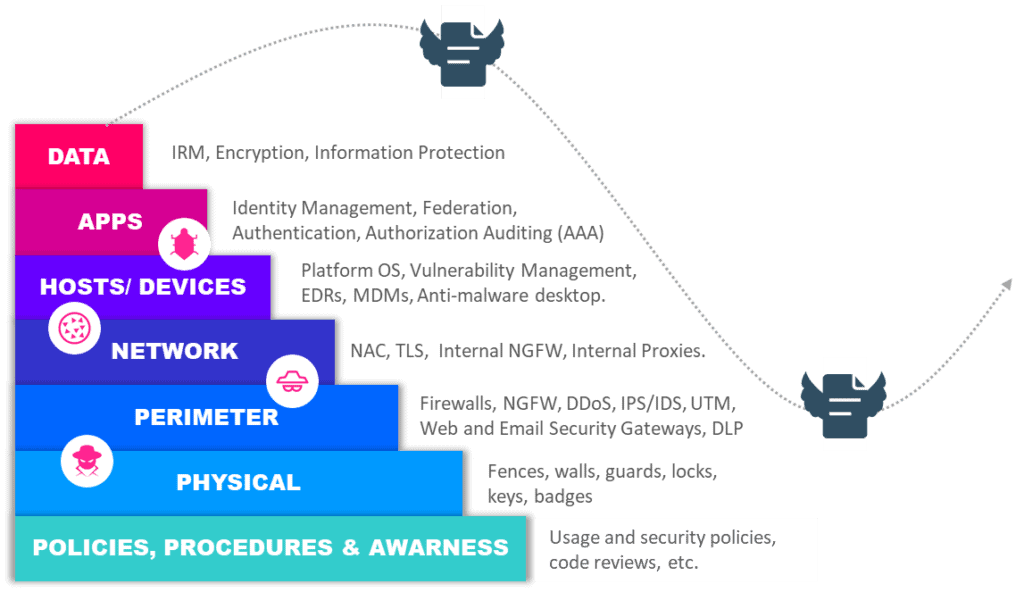 DATA
IRM, Encryption, Information Protection
APPS
Identity Management, Federation,
Authentication, Authorization Auditing (AAA)
HOSTS/ DEVICES
Platform OS, Vulnerability Management,
EDRs, MDMs, Anti-malware desktop.
NETWORK
NAC, TLS, Internal NGFW, Internal Proxies.
PERIMETER
Firewalls, NGFW, DDoS, IPS/IDS, UTM,
Web and Email Security Gateways, DLP
PHYSICAL
Fences, walls, guards, locks,
keys, badges
POLICIES, PROCEDURES & AWARNESS
Usage and security policies,
code reviews, etc.